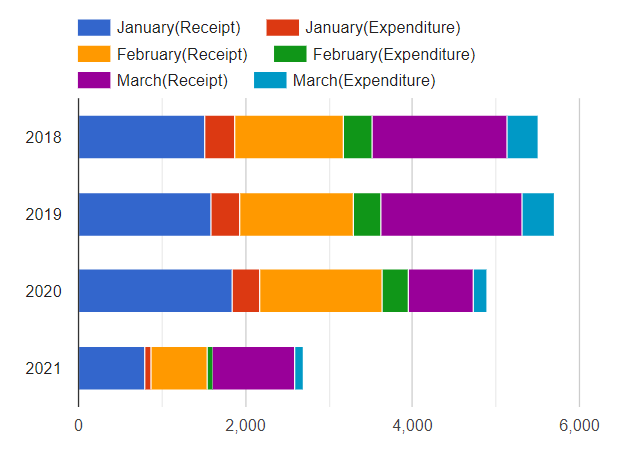 January(Receipt) January(Expenditure)
February(Receipt) February(Expenditure)
March(Receipt) March(Expenditure)
2018
2019
2020
2021
0 2,000 4,000 6,000